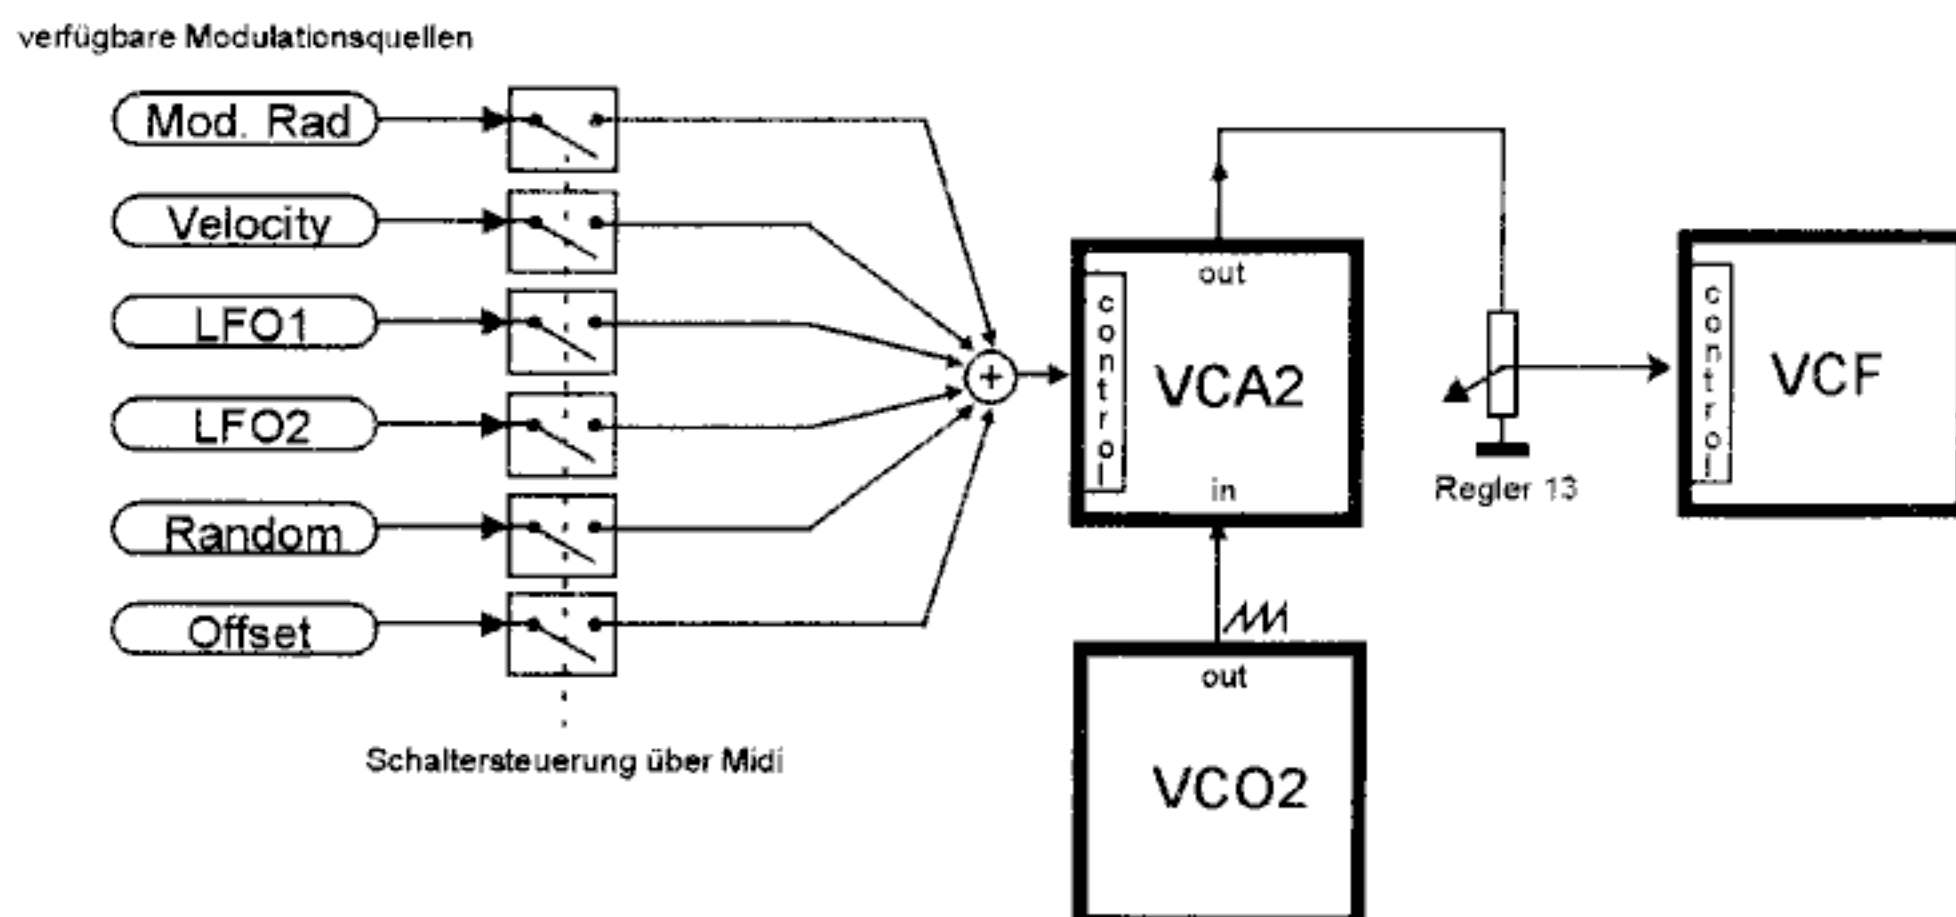 verfügbare Modulationsquellen
Mod. Rad
Velocity
LFO1
LFO2
Random
Offset
Schaltersteuerung über Midi
+
out
control
VCA2
in
Regler 13
control
VCF
out
VCO2